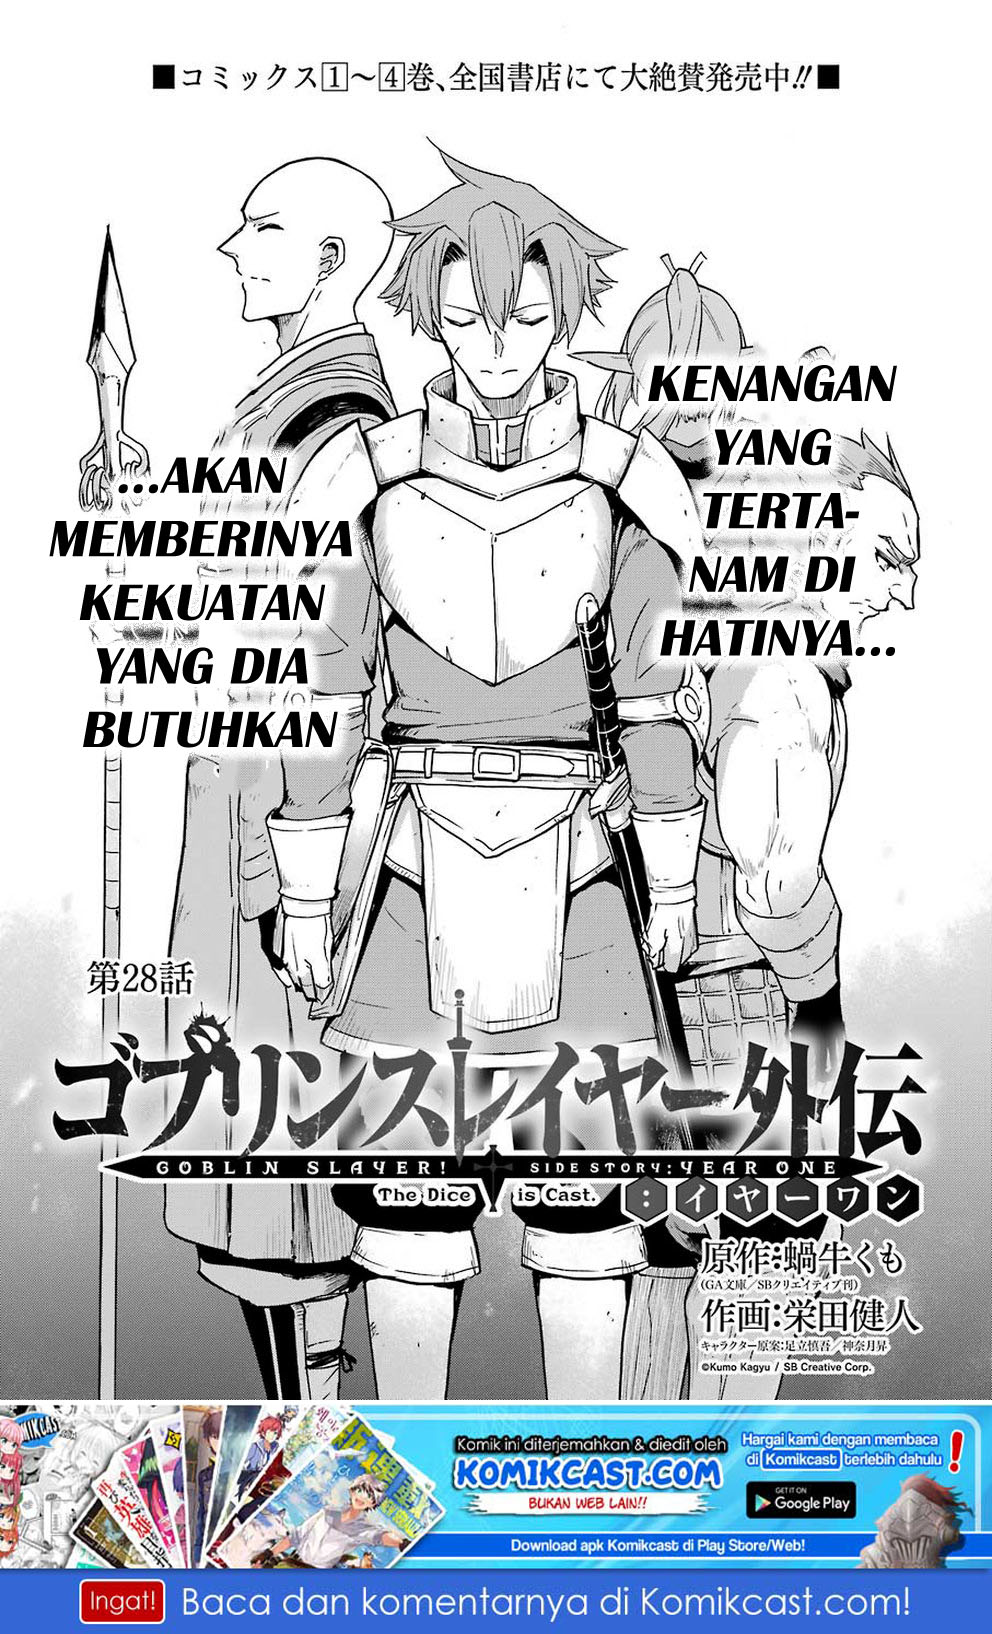 ■コミックス1〜4巻、全国書店にて大絶賛発売中!!■
KENANGAN
YANG
TERTA-
NAM DI
HATINYA...
...AKAN
MEMBERINYA
KEKUATAN
YANG DIA
BUTUHKAN
第28話
ゴブリンスレイヤー外伝
GOBLIN SLAYER! SIDE STORY: YEAR ONE
The Dice is Cast.
:イヤーワン
原作:蝸牛くも
(GA文庫/SBクリエイティブ刊)
作画:栄田健人
キャラクター原案:足立慎吾/神奈月昇
©Kumo Kagyu / SB Creative Corp.
Komik ini diterjemahkan & diedit oleh
KOMIKCAST.COM
BUKAN WEB LAIN!!
Hargai kami dengan membaca
di Komikcast terlebih dahulu !
GET IT ON
Google Play
Download apk Komikcast di Play Store/Web!
Ingat! Baca dan komentarnya di Komikcast.com!